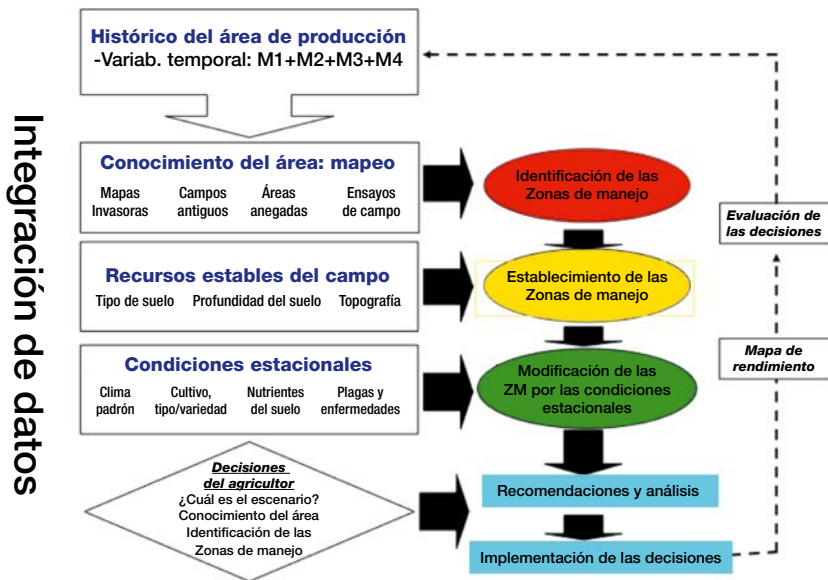 Integración de datos
Histórico del área de producción
-Variab. temporal: M1+M2+M3+M4
Conocimiento del área: mapeo
Mapas
Invasoras
Campos
antiguos
Áreas
anegadas
Ensayos
de campo
Identificación de las
Zonas de manejo
Recursos estables del campo
Tipo de suelo
Profundidad del suelo
Topografía
Establecimiento de las
Zonas de manejo
Condiciones estacionales
Clima
padrón
Cultivo,
tipo/variedad
Nutrientes
del suelo
Plagas y
enfermedades
Modificación de las
ZM por las condiciones
estacionales
Decisiones
del agricultor
¿Cuál es el escenario?
Conocimiento del área
Identificación de las
Zonas de manejo
Recomendaciones y análisis
Implementación de las decisiones
Mapa de
rendimiento
Evaluación de
las decisiones